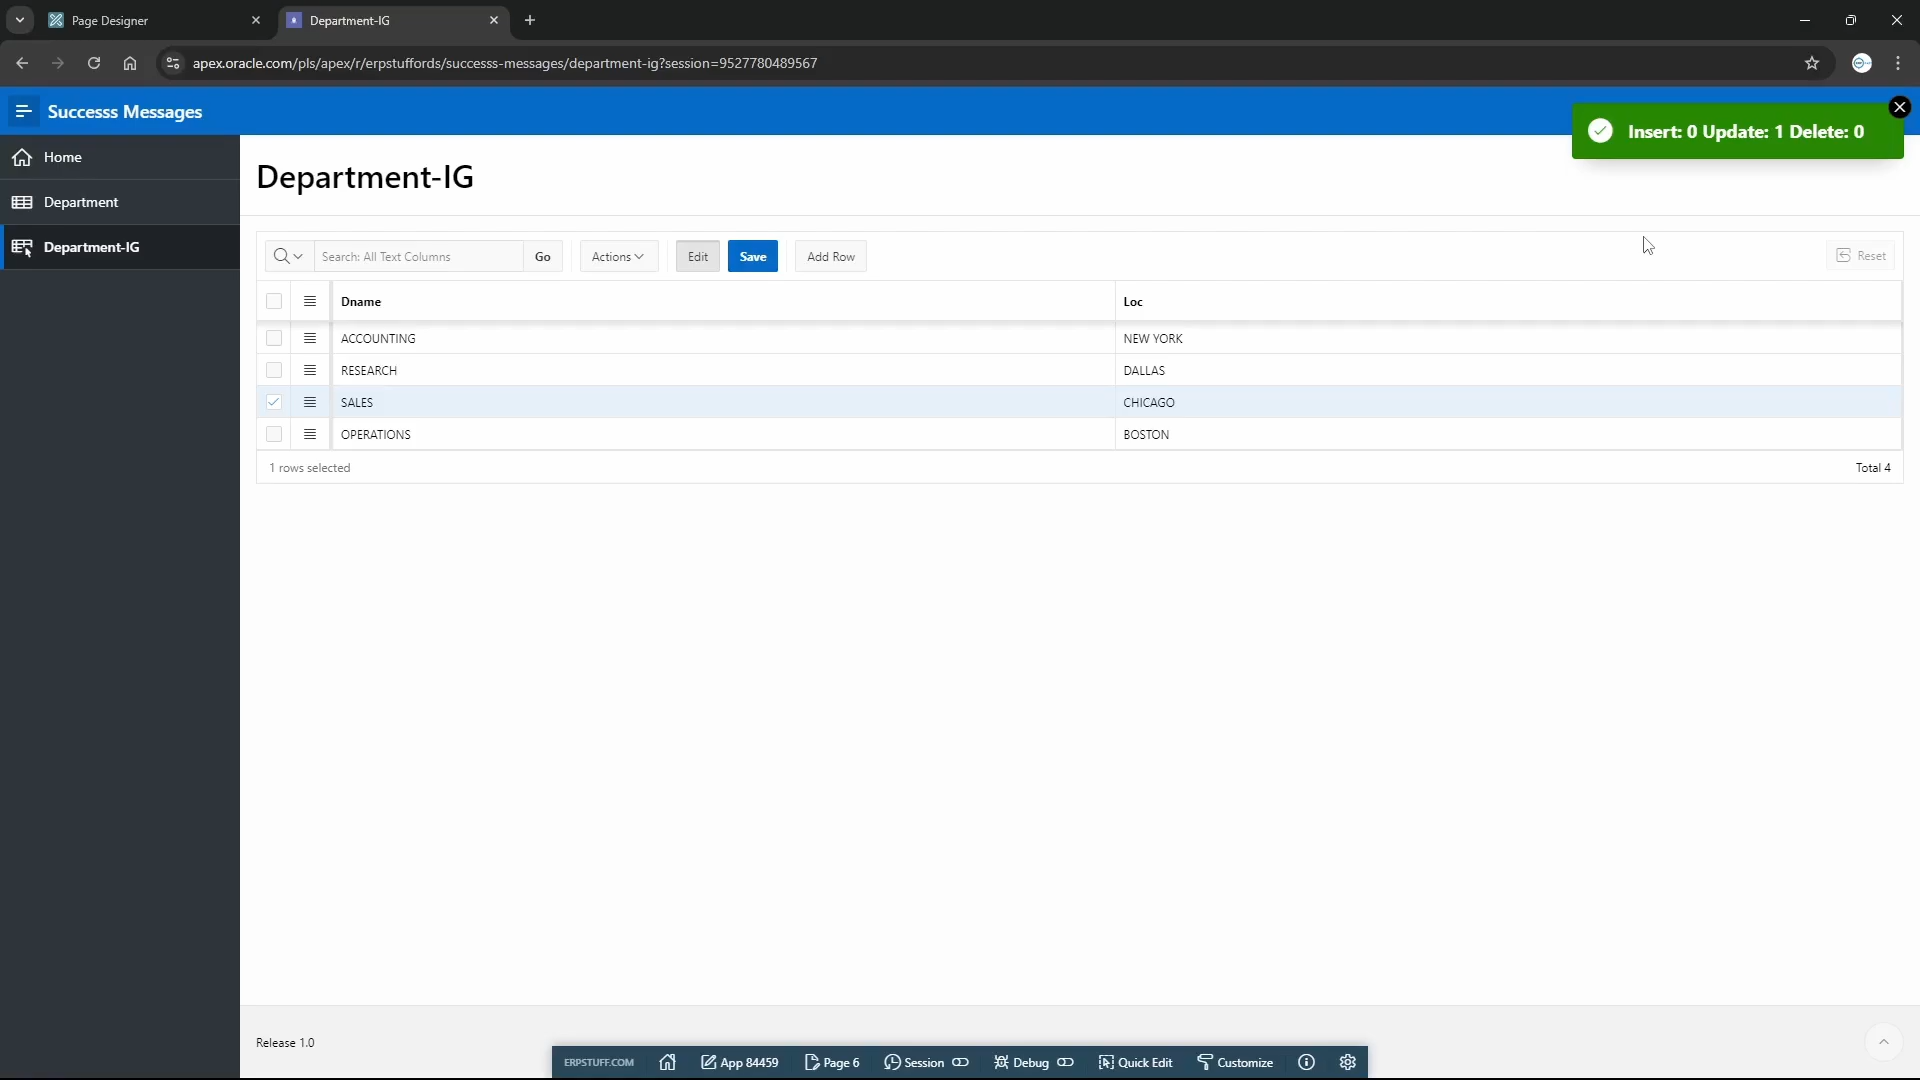 Page Designer
Department-IG
apex.oracle.com/pls/apex/r/erpstuffords/successs-messages/department-ig?session=9527780489567
Successs Messages
Insert: 0 Update: 1 Delete: 0
Home
Department
Department-IG
Department-IG
Search: All Text Columns
Go
Actions
Edit
Save
Add Row
Reset
Dname
Loc
ACCOUNTING
NEW YORK
RESEARCH
DALLAS
SALES
CHICAGO
OPERATIONS
BOSTON
1 rows selected
Total 4
Release 1.0
ERPSTUFF.COM
App 84459
Page 6
Session
Debug
Quick Edit
Customize